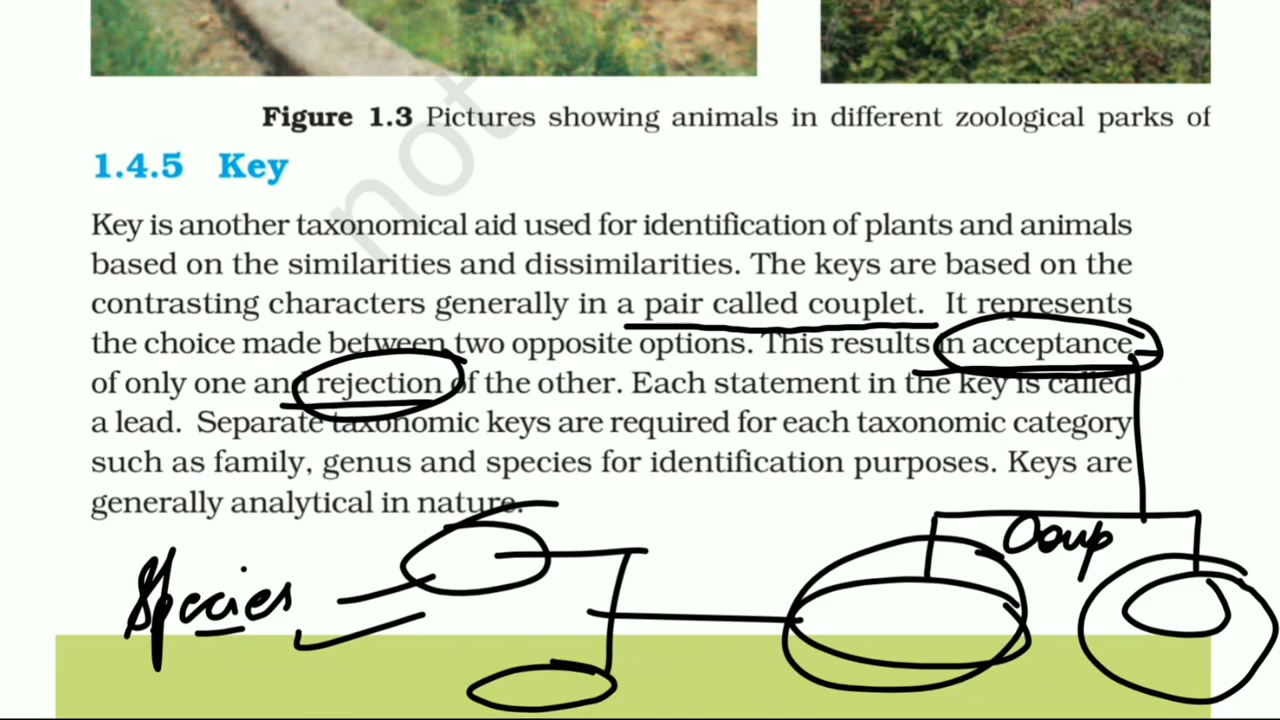 Figure 1.3 Pictures showing animals in different zoological parks of
1.4.5 Key
not
Key is another taxonomical aid used for identification of plants and animals
based on the similarities and dissimilarities. The keys are based on the
contrasting characters generally in a pair called couplet. It represents
the choice made between two opposite options. This results in acceptance
of only one and rejection of the other. Each statement in the key is called
a lead. Separate taxonomic keys are required for each taxonomic category
such as family, genus and species for identification purposes. Keys are
generally analytical in nature.
Species